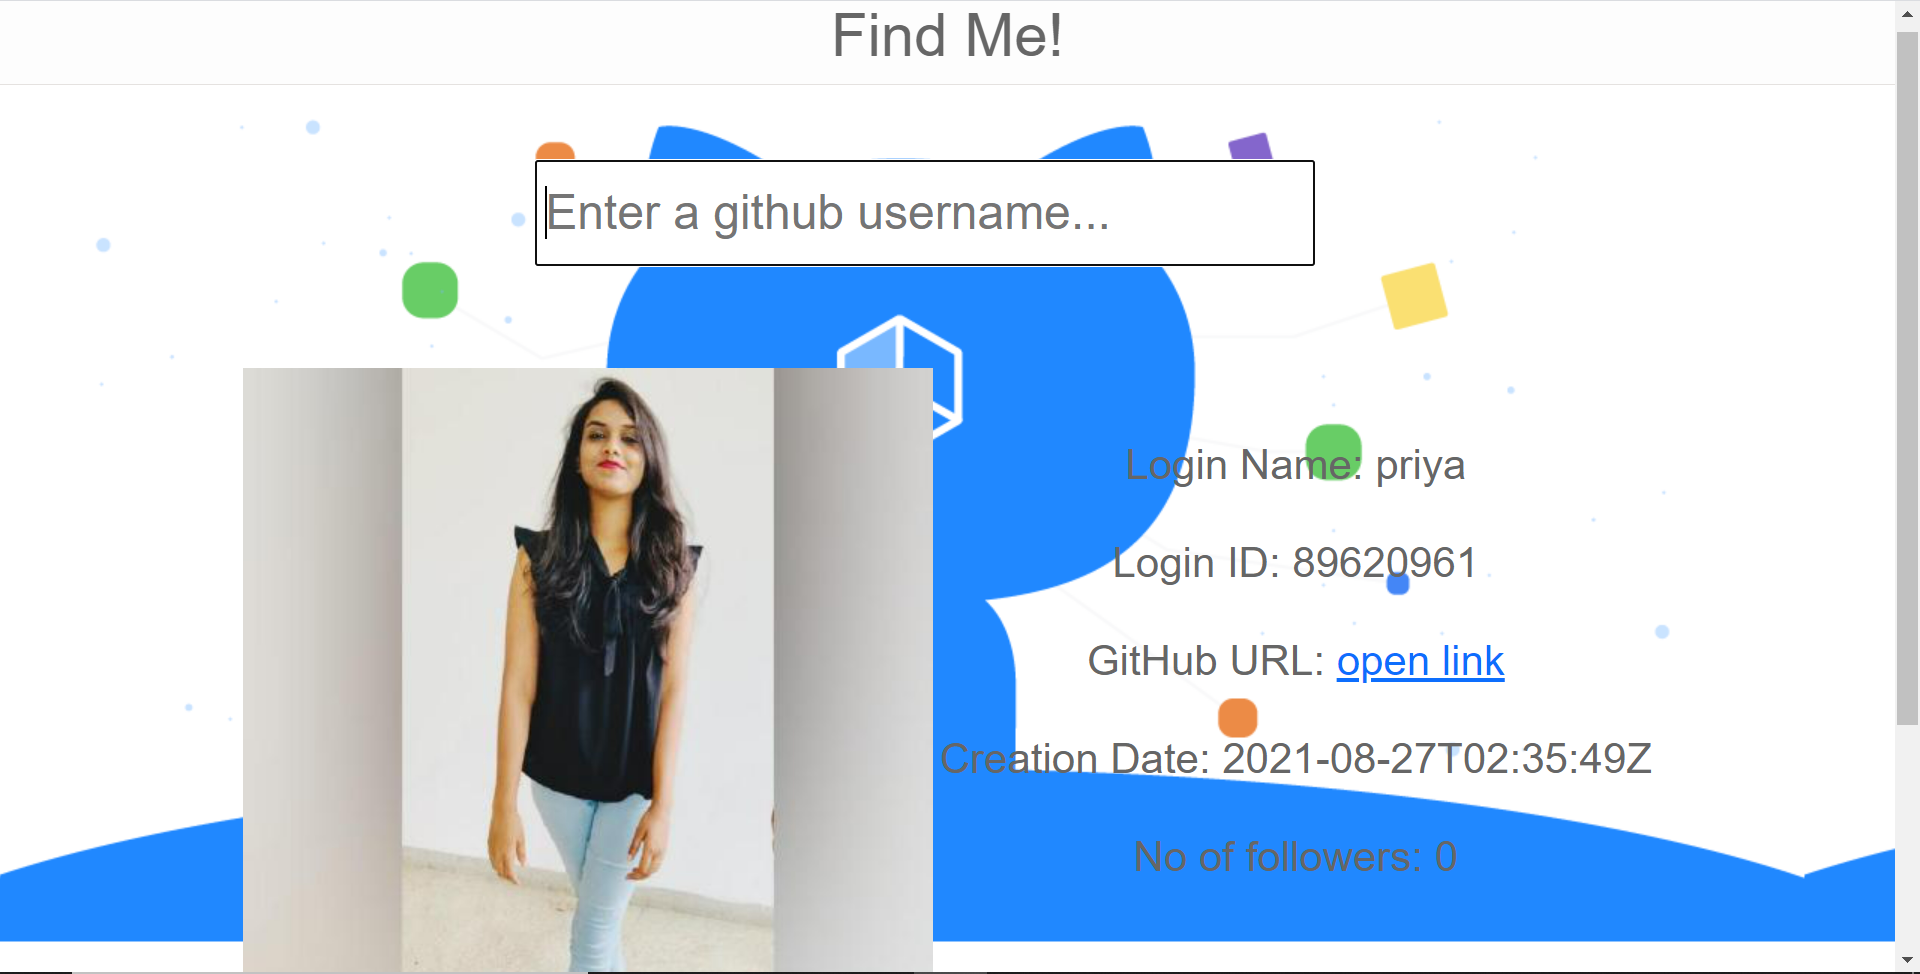 Find Me!
Enter a github username...
Login Name: priya
Login ID: 89620961
GitHub URL: open link
Creation Date: 2021-08-27T02:35:49Z
No of followers: 0